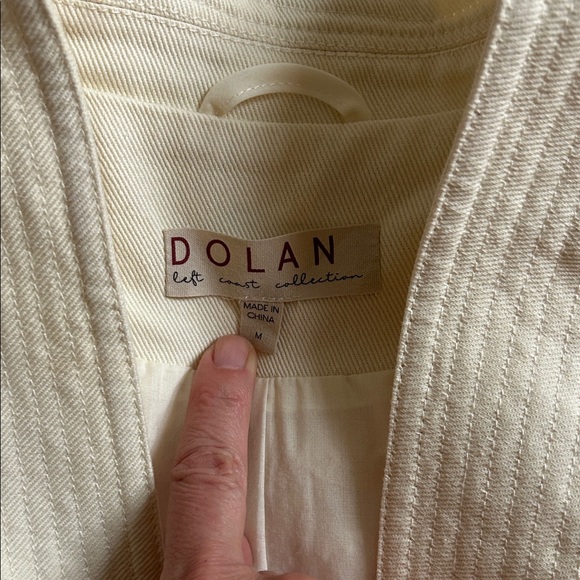 DOLAN
left coast collection
MADE IN
CHINA
M